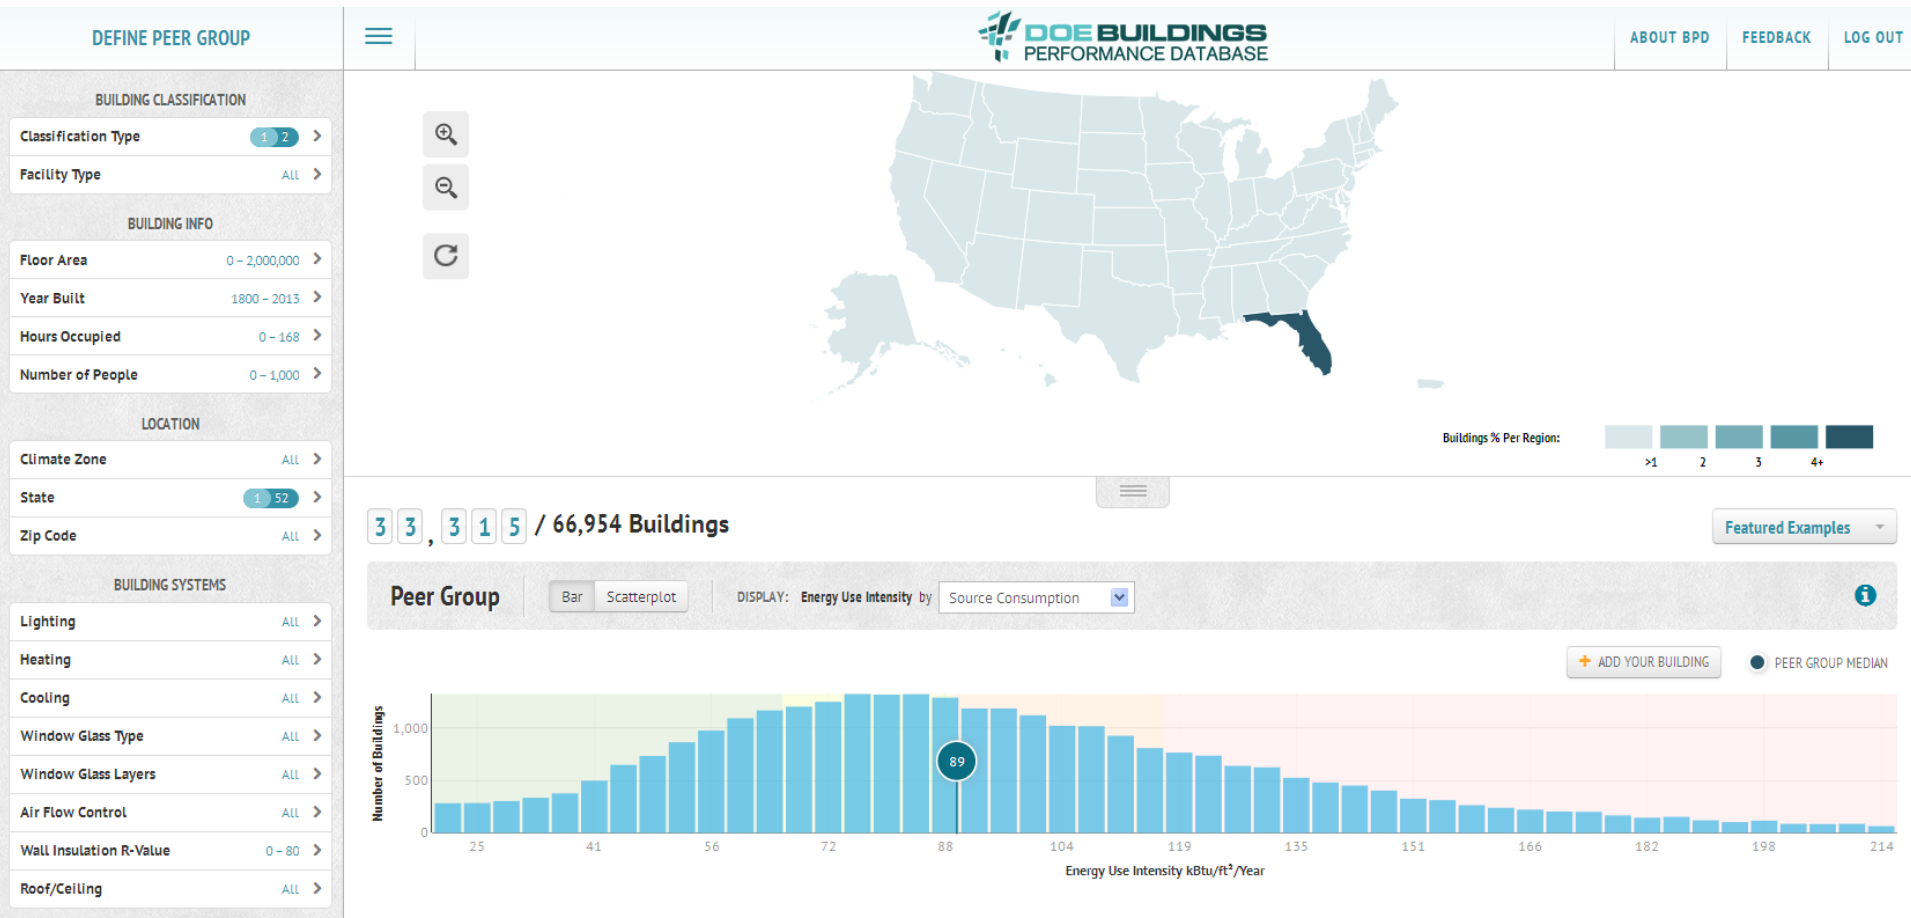 DEFINE PEER GROUP
DOE BUILDINGS
PERFORMANCE DATABASE
ABOUT BPD
FEEDBACK
LOG OUT
BUILDING CLASSIFICATION
Classification Type 1 2
Facility Type All
BUILDING INFO
Floor Area 0 – 2,000,000
Year Built 1800 – 2013
Hours Occupied 0 – 168
Number of People 0 – 1,000
LOCATION
Climate Zone All
State 1 52
Zip Code All
BUILDING SYSTEMS
Lighting All
Heating All
Cooling All
Window Glass Type All
Window Glass Layers All
Air Flow Control All
Wall Insulation R-Value 0 – 80
Roof/Ceiling All
Buildings % Per Region:
>1 2 3 4+
33,315 / 66,954 Buildings
Featured Examples
Peer Group
Bar Scatterplot
DISPLAY: Energy Use Intensity by Source Consumption
i
+ ADD YOUR BUILDING
PEER GROUP MEDIAN
Number of Buildings
1,000
500
0
89
25 41 56 72 88 104 119 135 151 166 182 198 214
Energy Use Intensity kBtu/ft²/Year